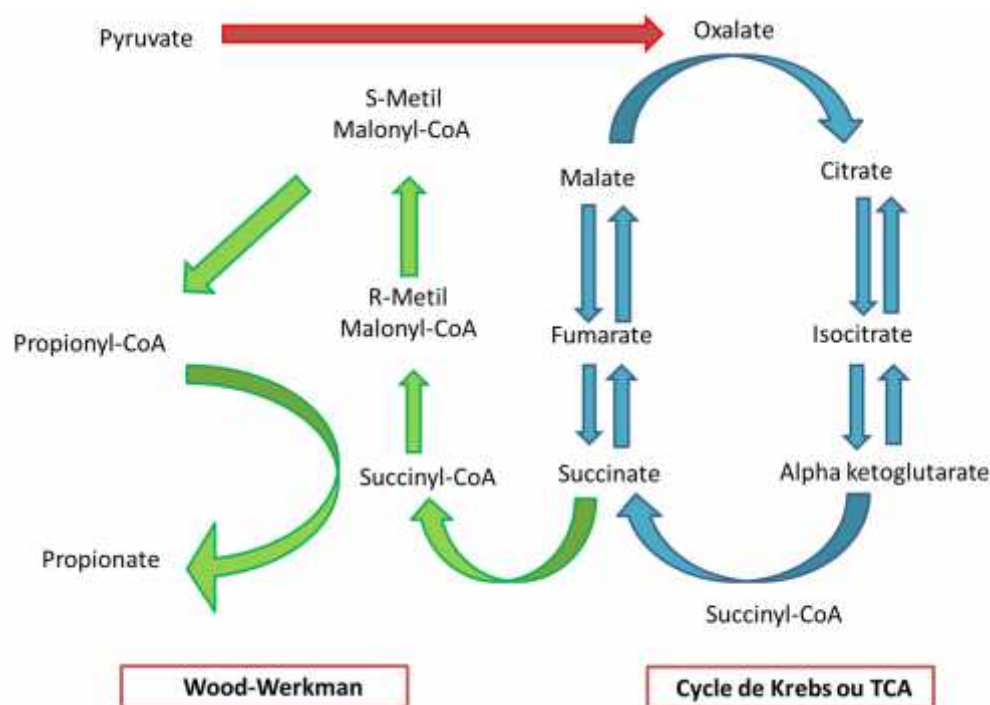 Pyruvate
Oxalate
S-Metil
Malonyl-CoA
Malate
Citrate
R-Metil
Malonyl-CoA
Propionyl-CoA
Fumarate
Isocitrate
Succinyl-CoA
Succinate
Alpha ketoglutarate
Propionate
Succinyl-CoA
Wood-Werkman
Cycle de Krebs ou TCA